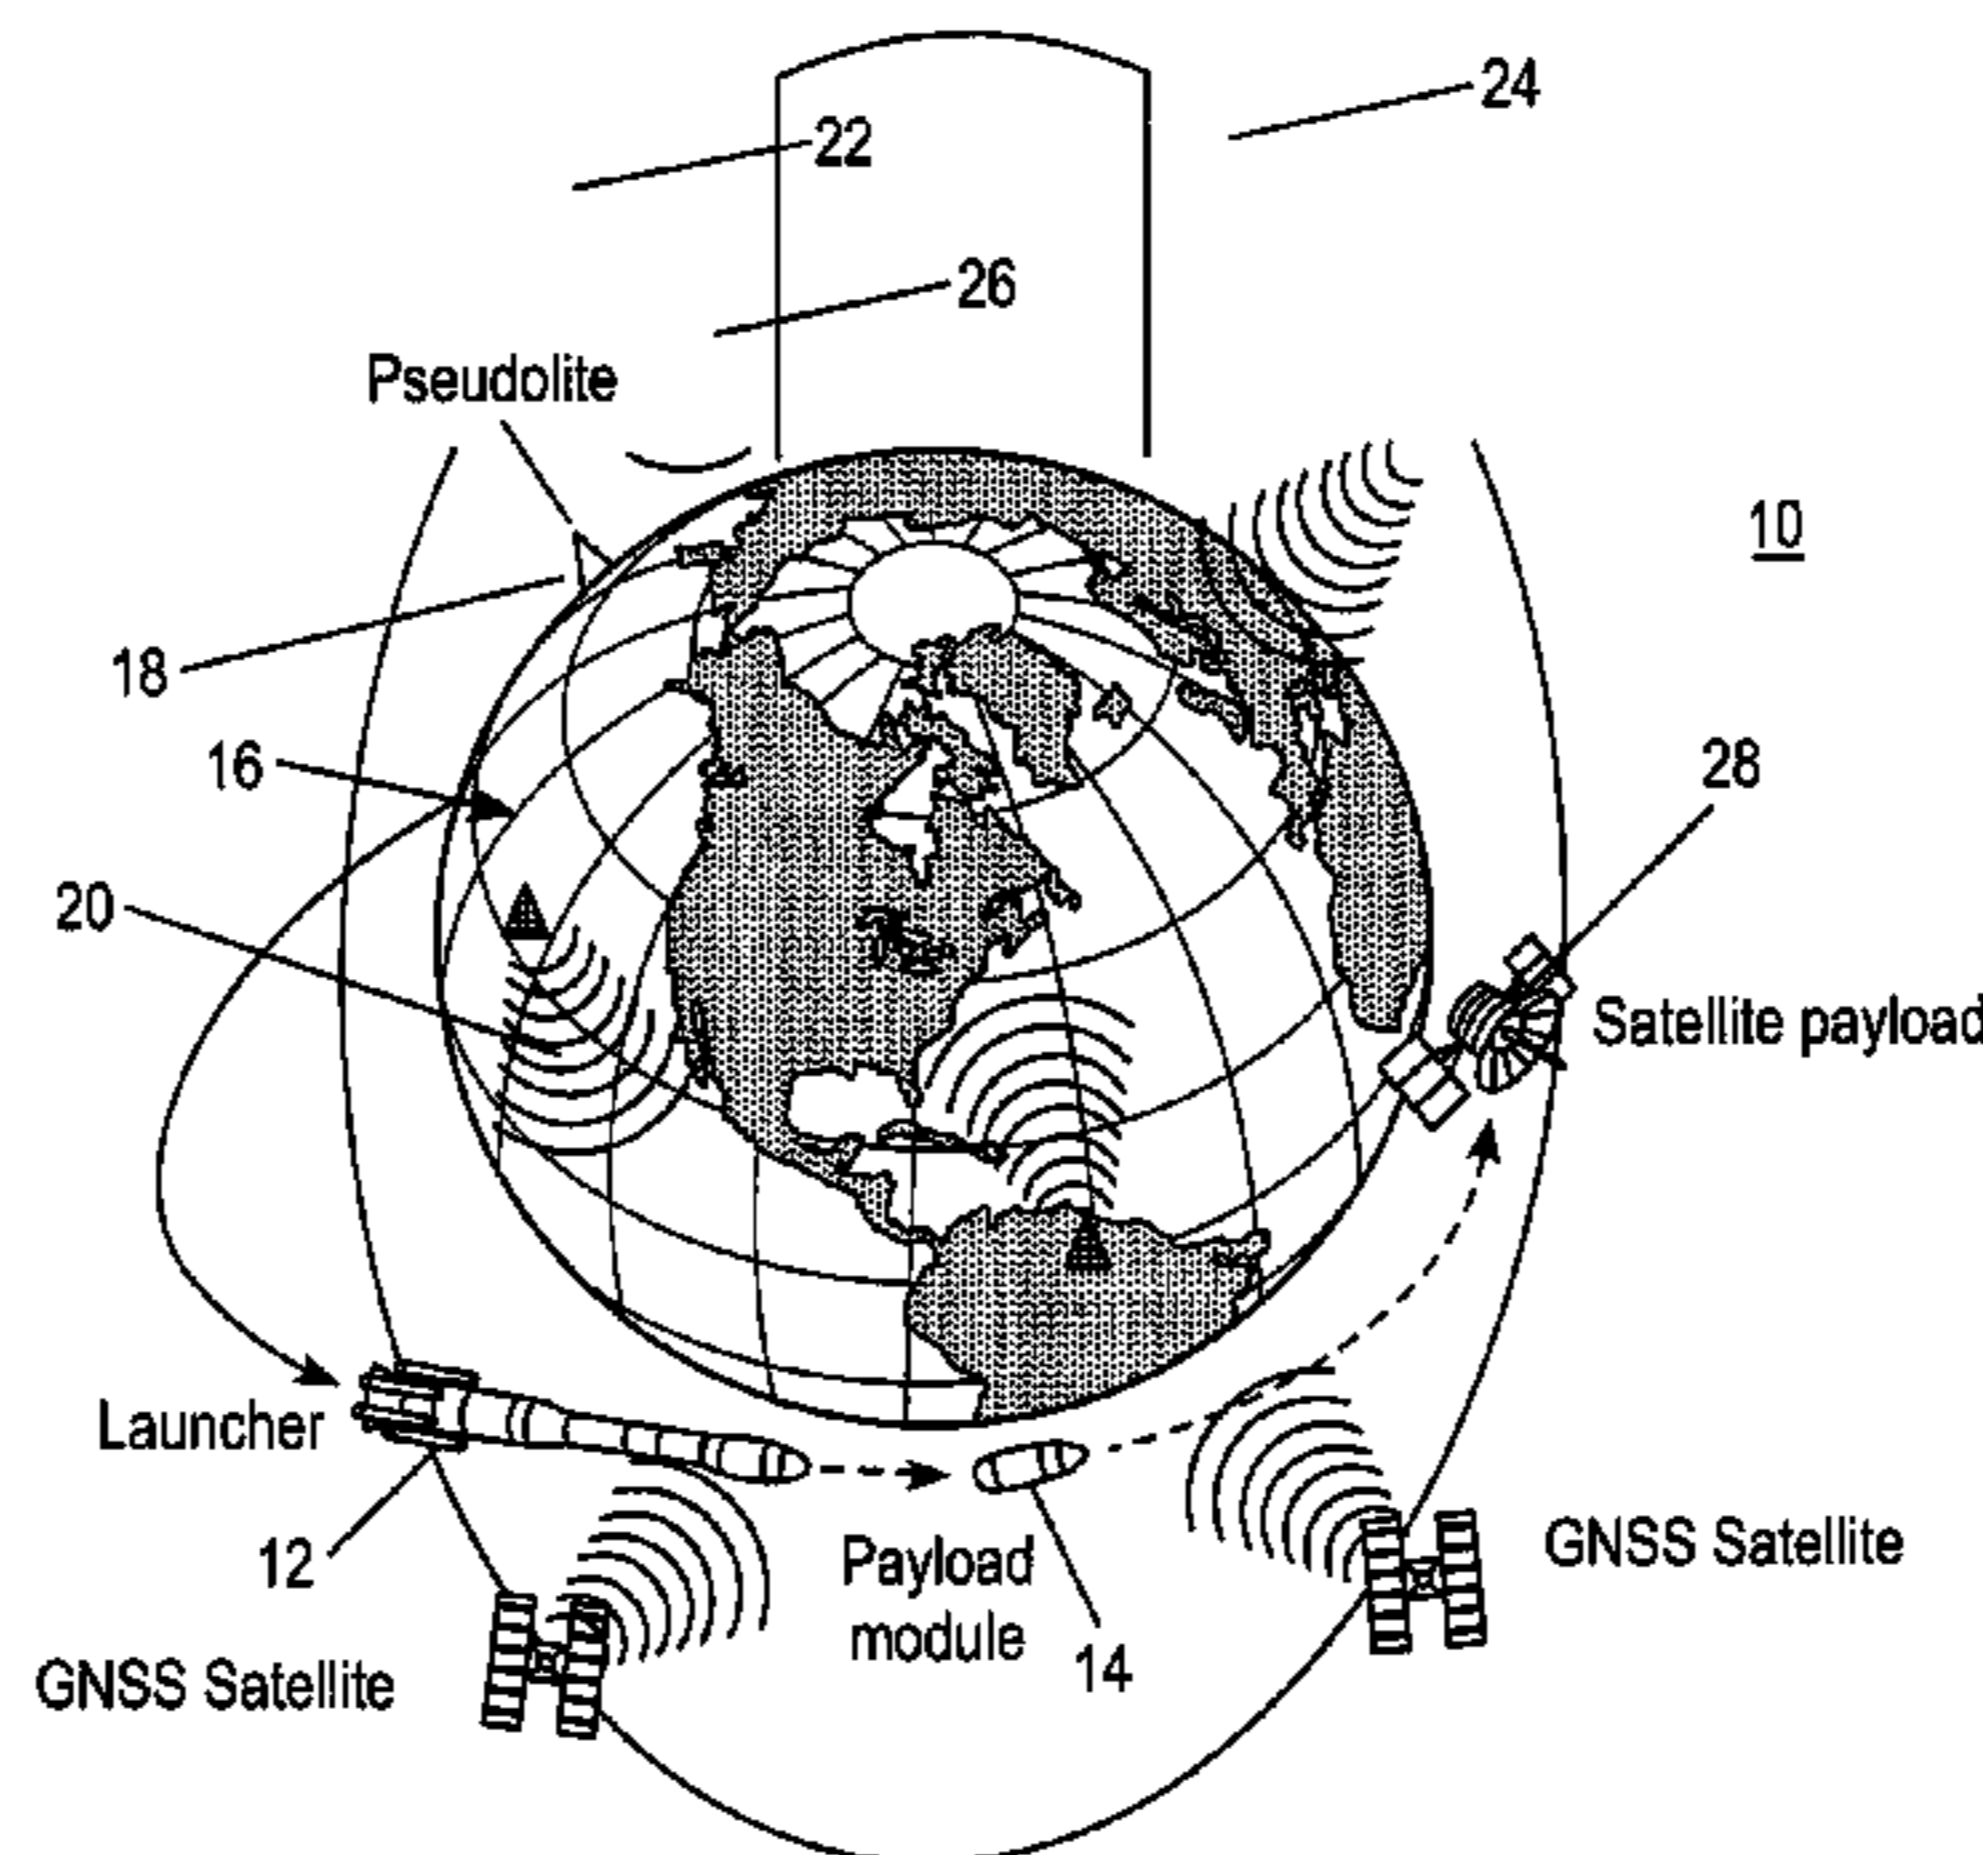 24
22
26
Pseudolite
10
18
16
28
20
Satellite payload
Launcher
12
Payload
module
14
GNSS Satellite
GNSS Satellite